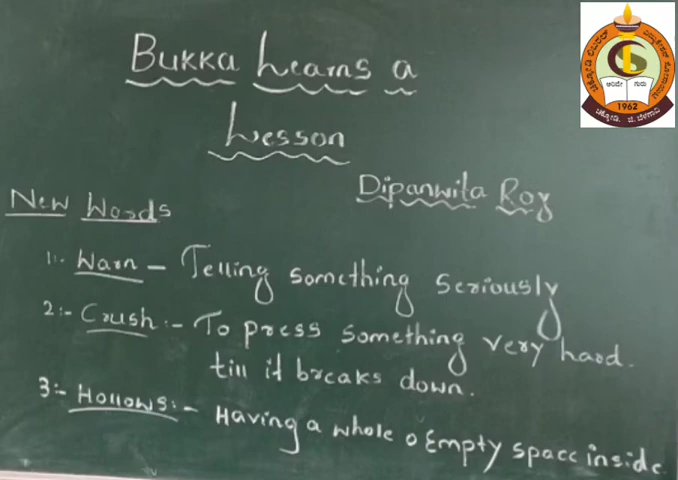 Bukka Learns a
Lesson
Dipanwita Roy
New Words
1:- Warn - Telling something seriously
2:- Crush:- To press something very hard.
till it breaks down.
3:- Hollows:- Having a whole o Empty space inside
1962